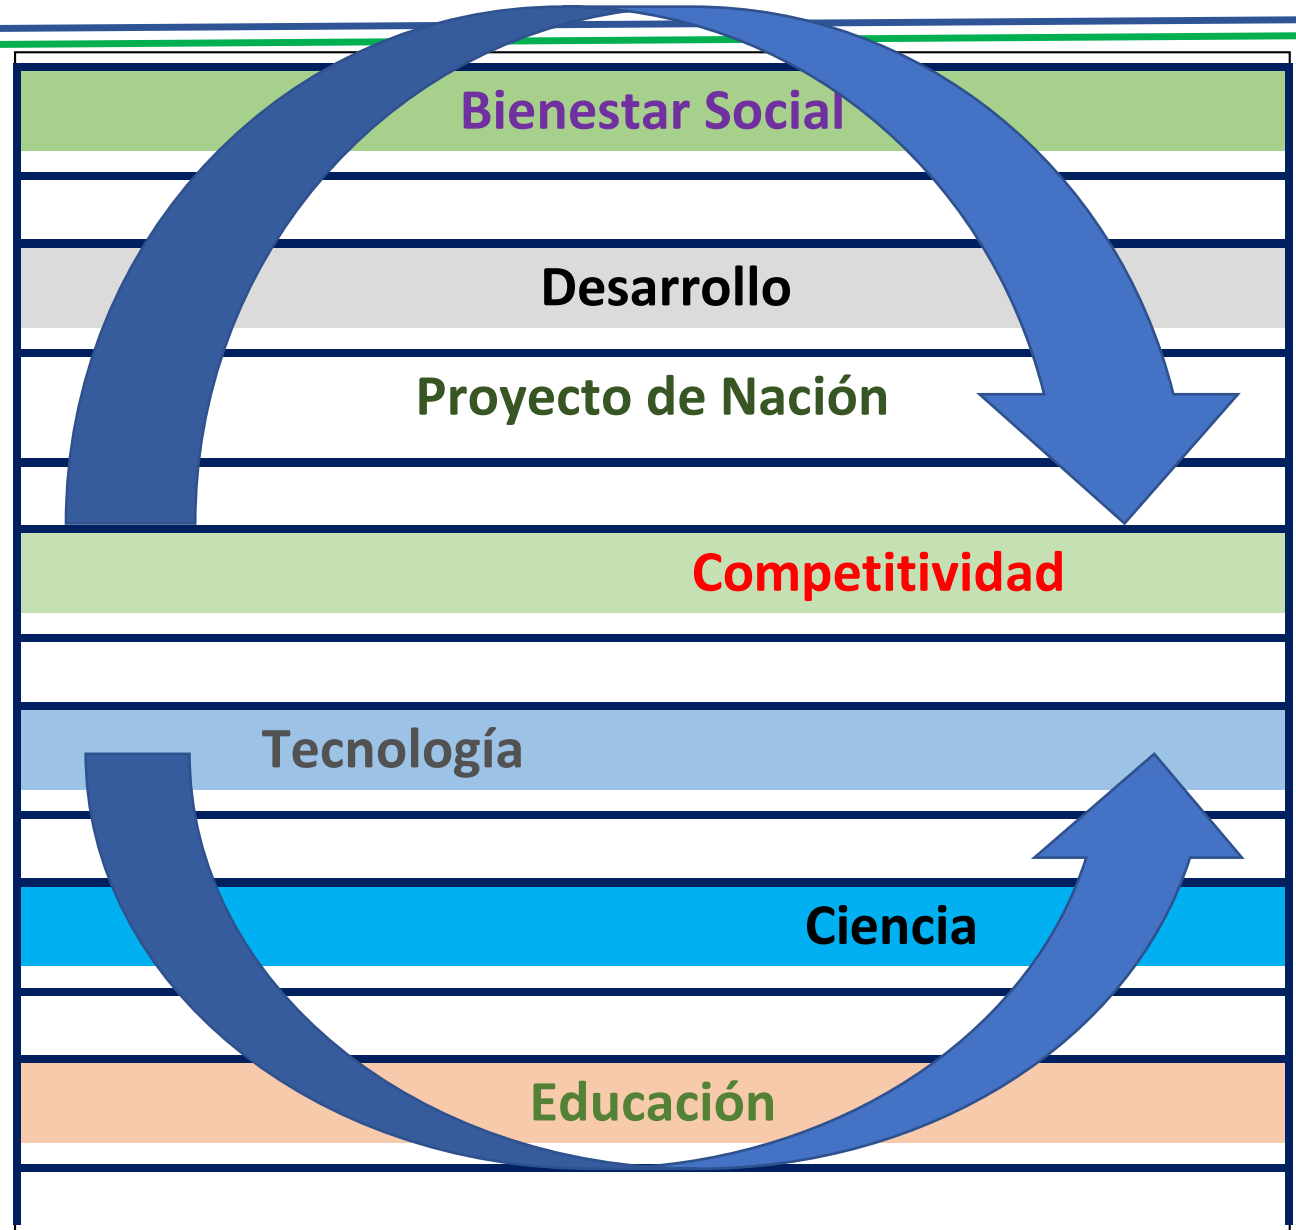 Bienestar Social
Desarrollo
Proyecto de Nación
Competitividad
Tecnología
Ciencia
Educación